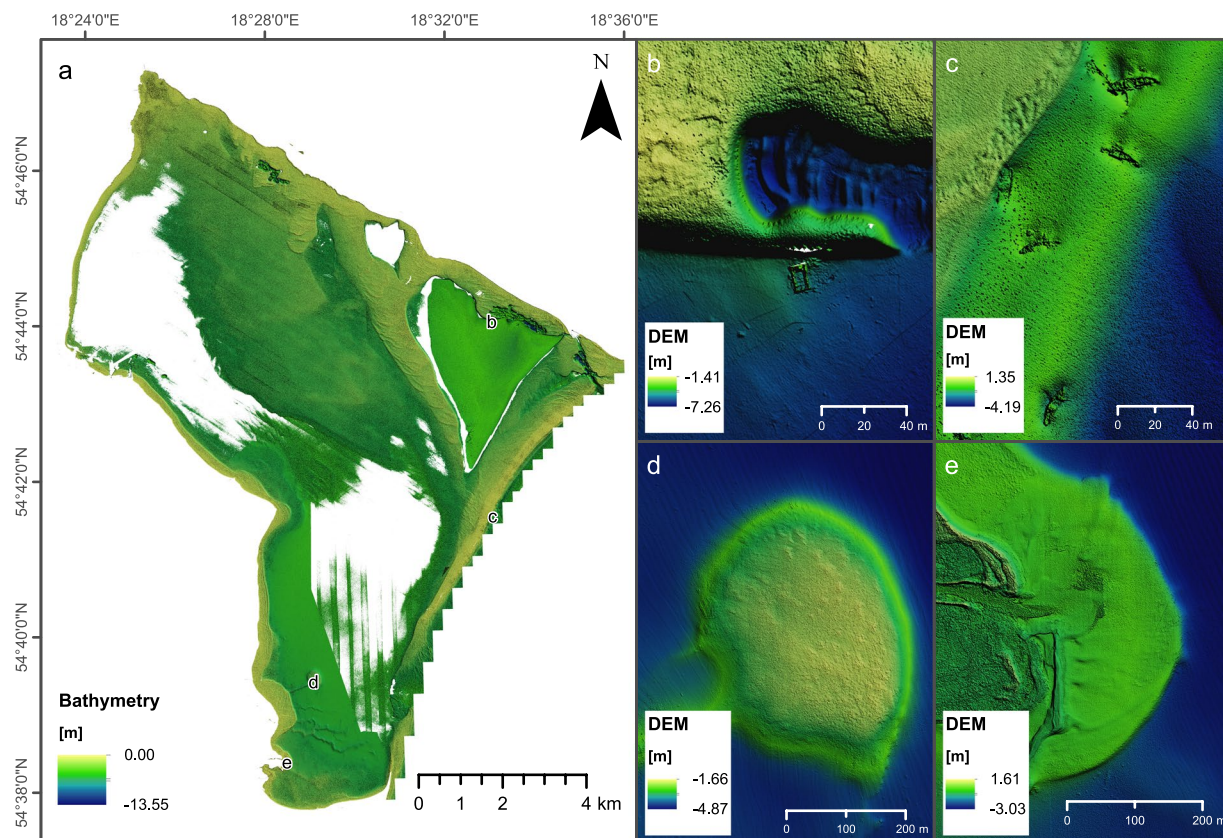 18°24'0"E 18°28'0"E 18°32'0"E 18°36'0"E
a
N
b
c
54°46'0"N
54°44'0"N
54°42'0"N
54°40'0"N
54°38'0"N
b
c
d
e
Bathymetry
[m]
0.00
-13.55
0 1 2 4 km
DEM
[m]
-1.41
-7.26
0 20 40 m
DEM
[m]
1.35
-4.19
0 20 40 m
d
DEM
[m]
-1.66
-4.87
0 100 200 m
e
DEM
[m]
1.61
-3.03
0 100 200 m